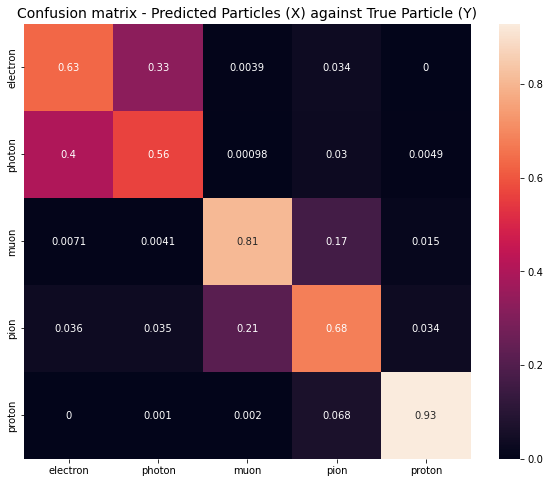 Confusion matrix - Predicted Particles (X) against True Particle (Y)
electron
0.63 0.33 0.0039 0.034 0
photon
0.4 0.56 0.00098 0.03 0.0049
muon
0.0071 0.0041 0.81 0.17 0.015
pion
0.036 0.035 0.21 0.68 0.034
proton
0 0.001 0.002 0.068 0.93
electron photon muon pion proton
0.8
0.6
0.4
0.2
0.0